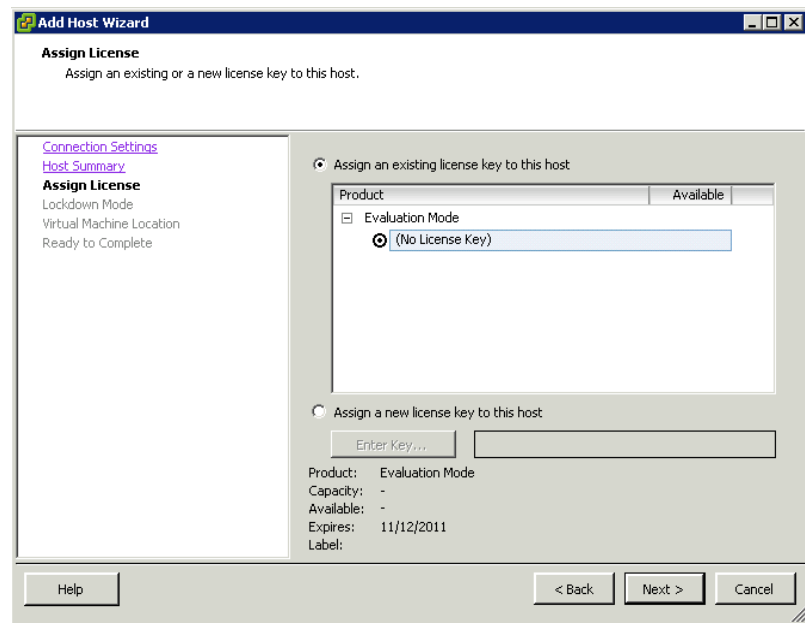 Add Host Wizard
Assign License
Assign an existing or a new license key to this host.
Connection Settings
Host Summary
Assign License
Lockdown Mode
Virtual Machine Location
Ready to Complete
Assign an existing license key to this host
Product Available
Evaluation Mode
(No License Key)
Assign a new license key to this host
Enter Key...
Product: Evaluation Mode
Capacity: -
Available: -
Expires: 11/12/2011
Label:
Help < Back Next > Cancel